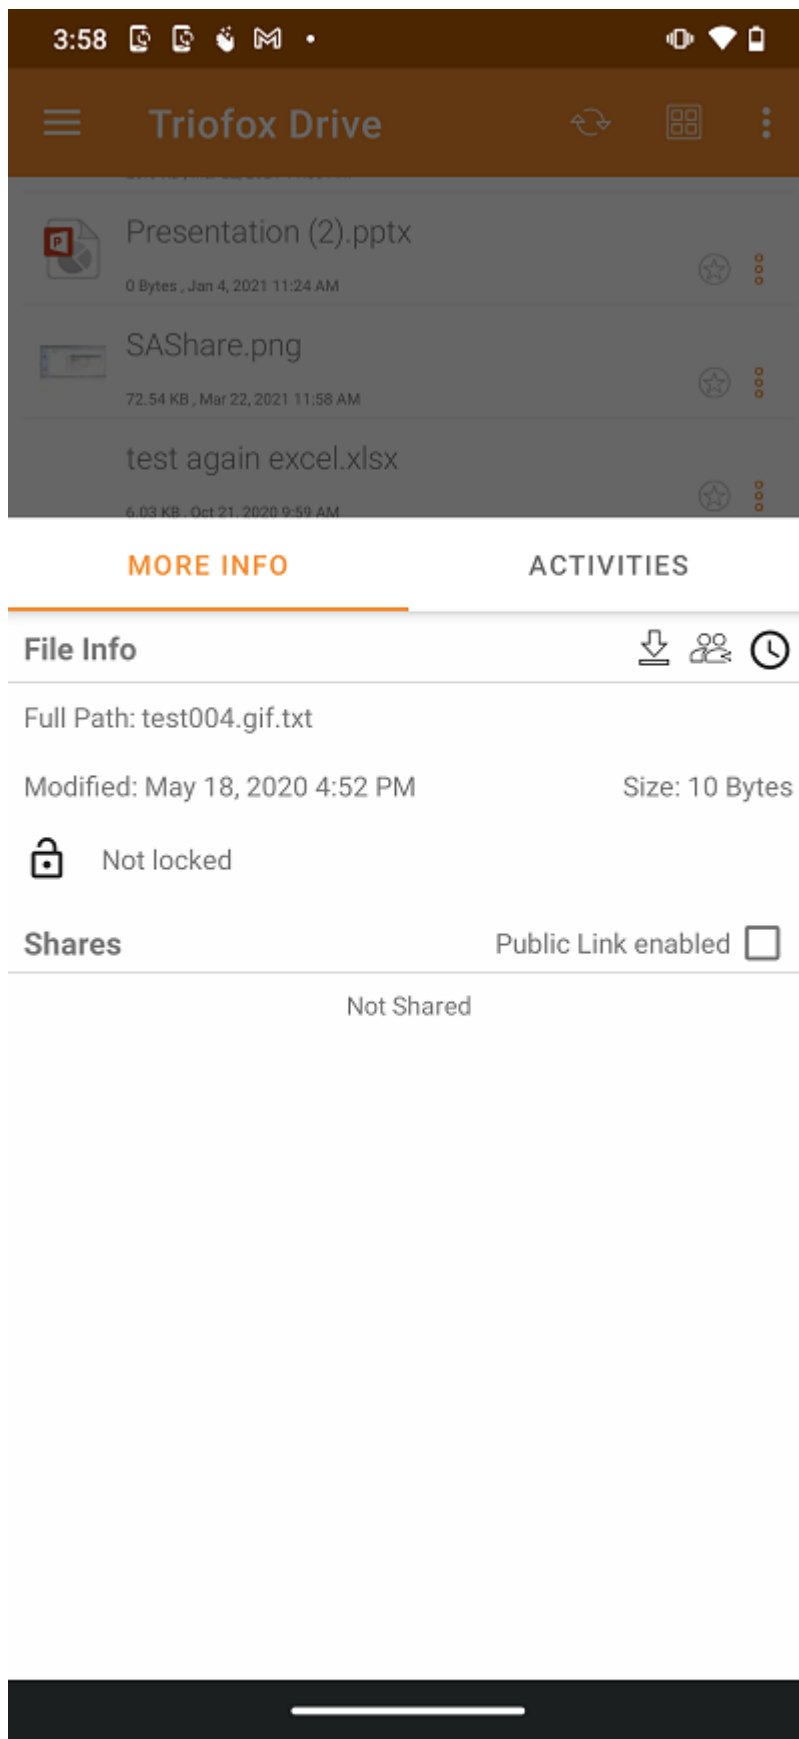 3:58
Triofox Drive
Presentation (2).pptx
0 Bytes , Jan 4, 2021 11:24 AM
SAShare.png
72.54 KB , Mar 22, 2021 11:58 AM
test again excel.xlsx
6.03 KB , Oct 21, 2020 9:59 AM
MORE INFO ACTIVITIES
File Info
Full Path: test004.gif.txt
Modified: May 18, 2020 4:52 PM Size: 10 Bytes
Not locked
Shares Public Link enabled
Not Shared